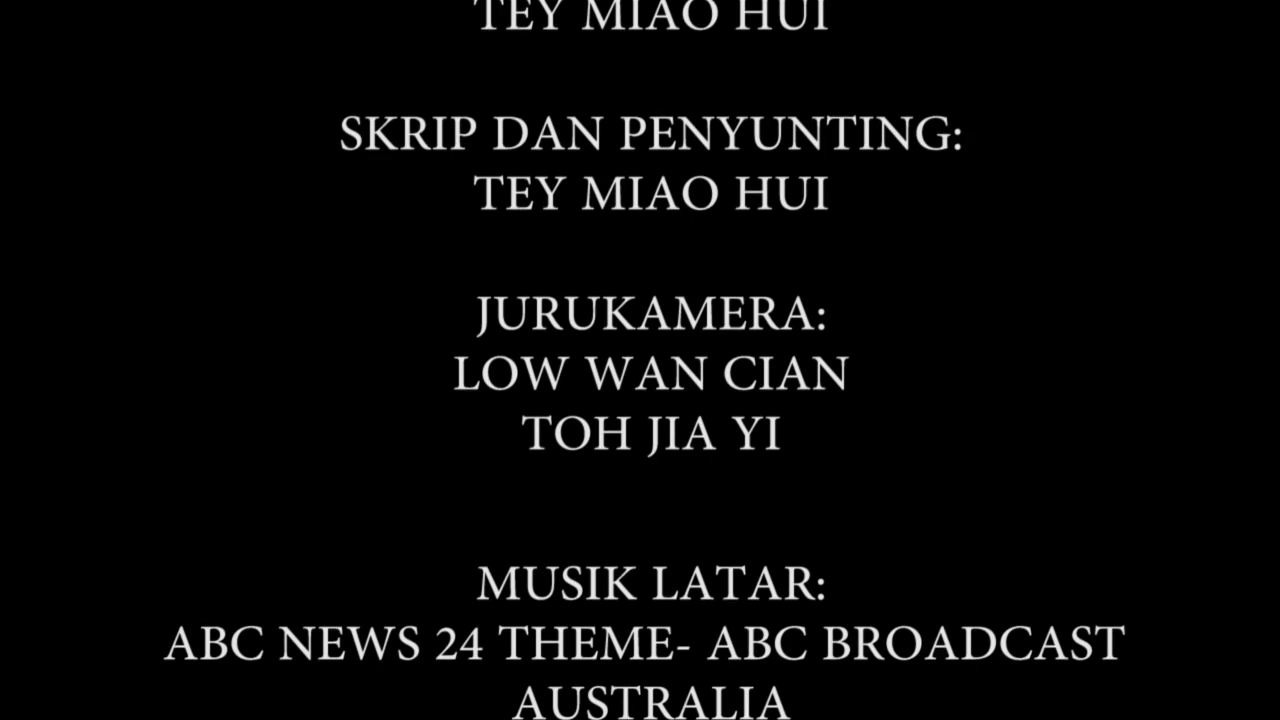 TEY MIAO HUI
SKRIP DAN PENYUNTING:
TEY MIAO HUI
JURUKAMERA:
LOW WAN CIAN
TOH JIA YI
MUSIK LATAR:
ABC NEWS 24 THEME- ABC BROADCAST
AUSTRALIA